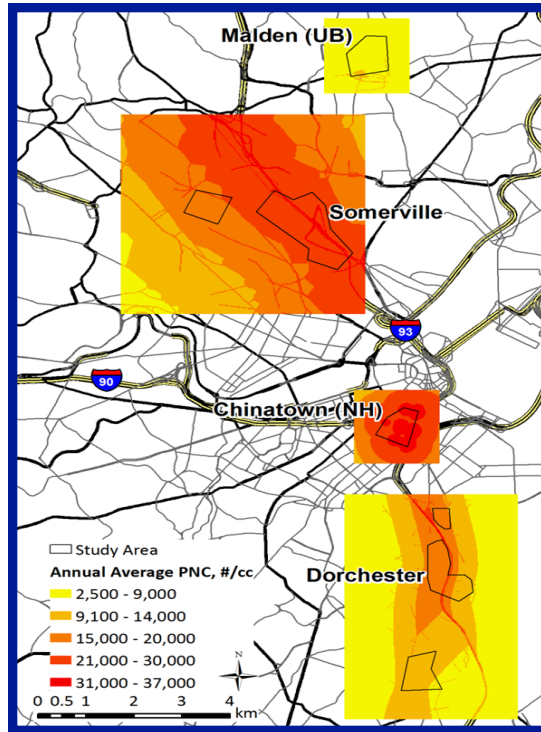 Malden (UB)
Somerville
93
90
Chinatown (NH)
Dorchester
Study Area
Annual Average PNC, #/cc
2,500 - 9,000
9,100 - 14,000
15,000 - 20,000
21,000 - 30,000
31,000 - 37,000
N
0 0.5 1 2 3 4
km